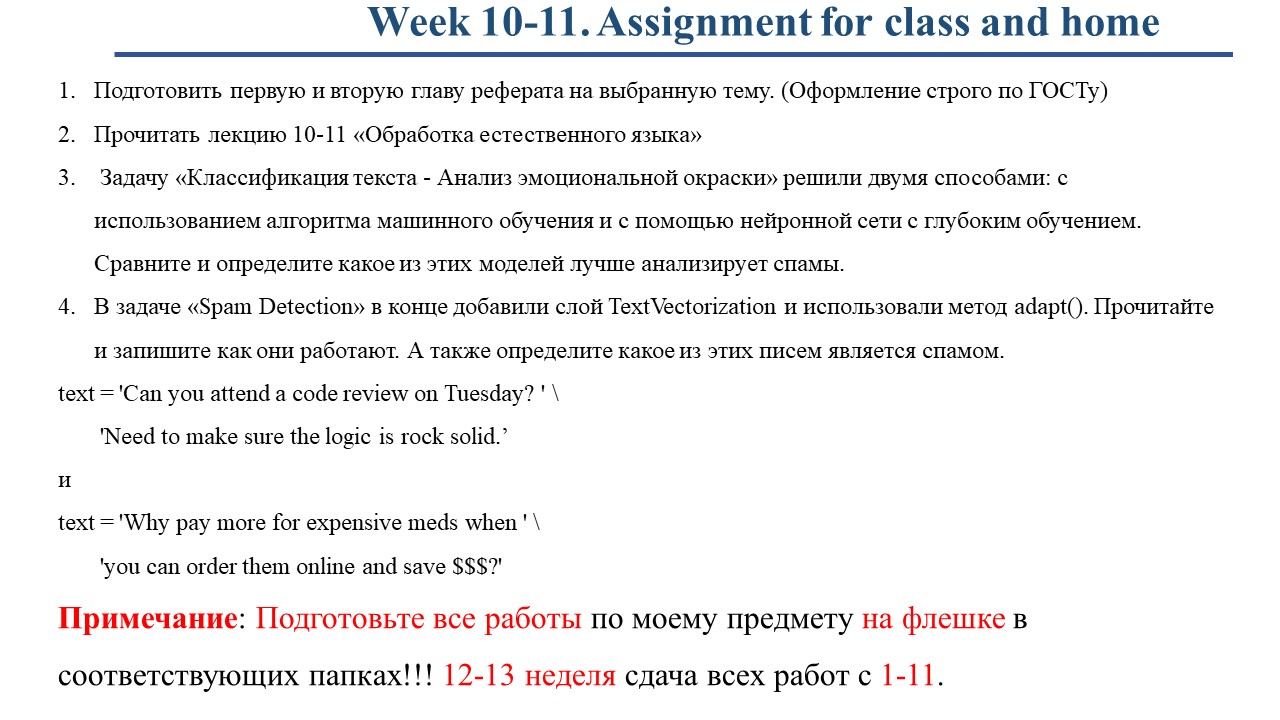 Week 10-11. Assignment for class and home
1. Подготовить первую и вторую главу реферата на выбранную тему. (Оформление строго по ГОСТу)
2. Прочитать лекцию 10-11 «Обработка естественного языка»
3. Задачу «Классификация текста - Анализ эмоциональной окраски» решили двумя способами: с
использованием алгоритма машинного обучения и с помощью нейронной сети с глубоким обучением.
Сравните и определите какое из этих моделей лучше анализирует спамы.
4. В задаче «Spam Detection» в конце добавили слой TextVectorization и использовали метод adapt(). Прочитайте
и запишите как они работают. А также определите какое из этих писем является спамом.
text = 'Can you attend a code review on Tuesday? ' \
'Need to make sure the logic is rock solid.’
и
text = 'Why pay more for expensive meds when ' \
'you can order them online and save $$$?'
Примечание: Подготовьте все работы по моему предмету на флешке в
соответствующих папках!!! 12-13 неделя сдача всех работ с 1-11.